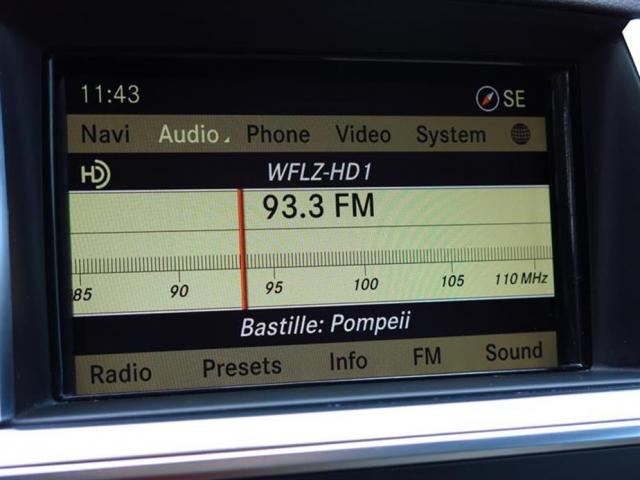 11:43 SE
Navi Audio Phone Video System
HD WFLZ-HD1
93.3 FM
85 90 95 100 105 110 MHz
Bastille: Pompeii
Radio Presets Info FM Sound